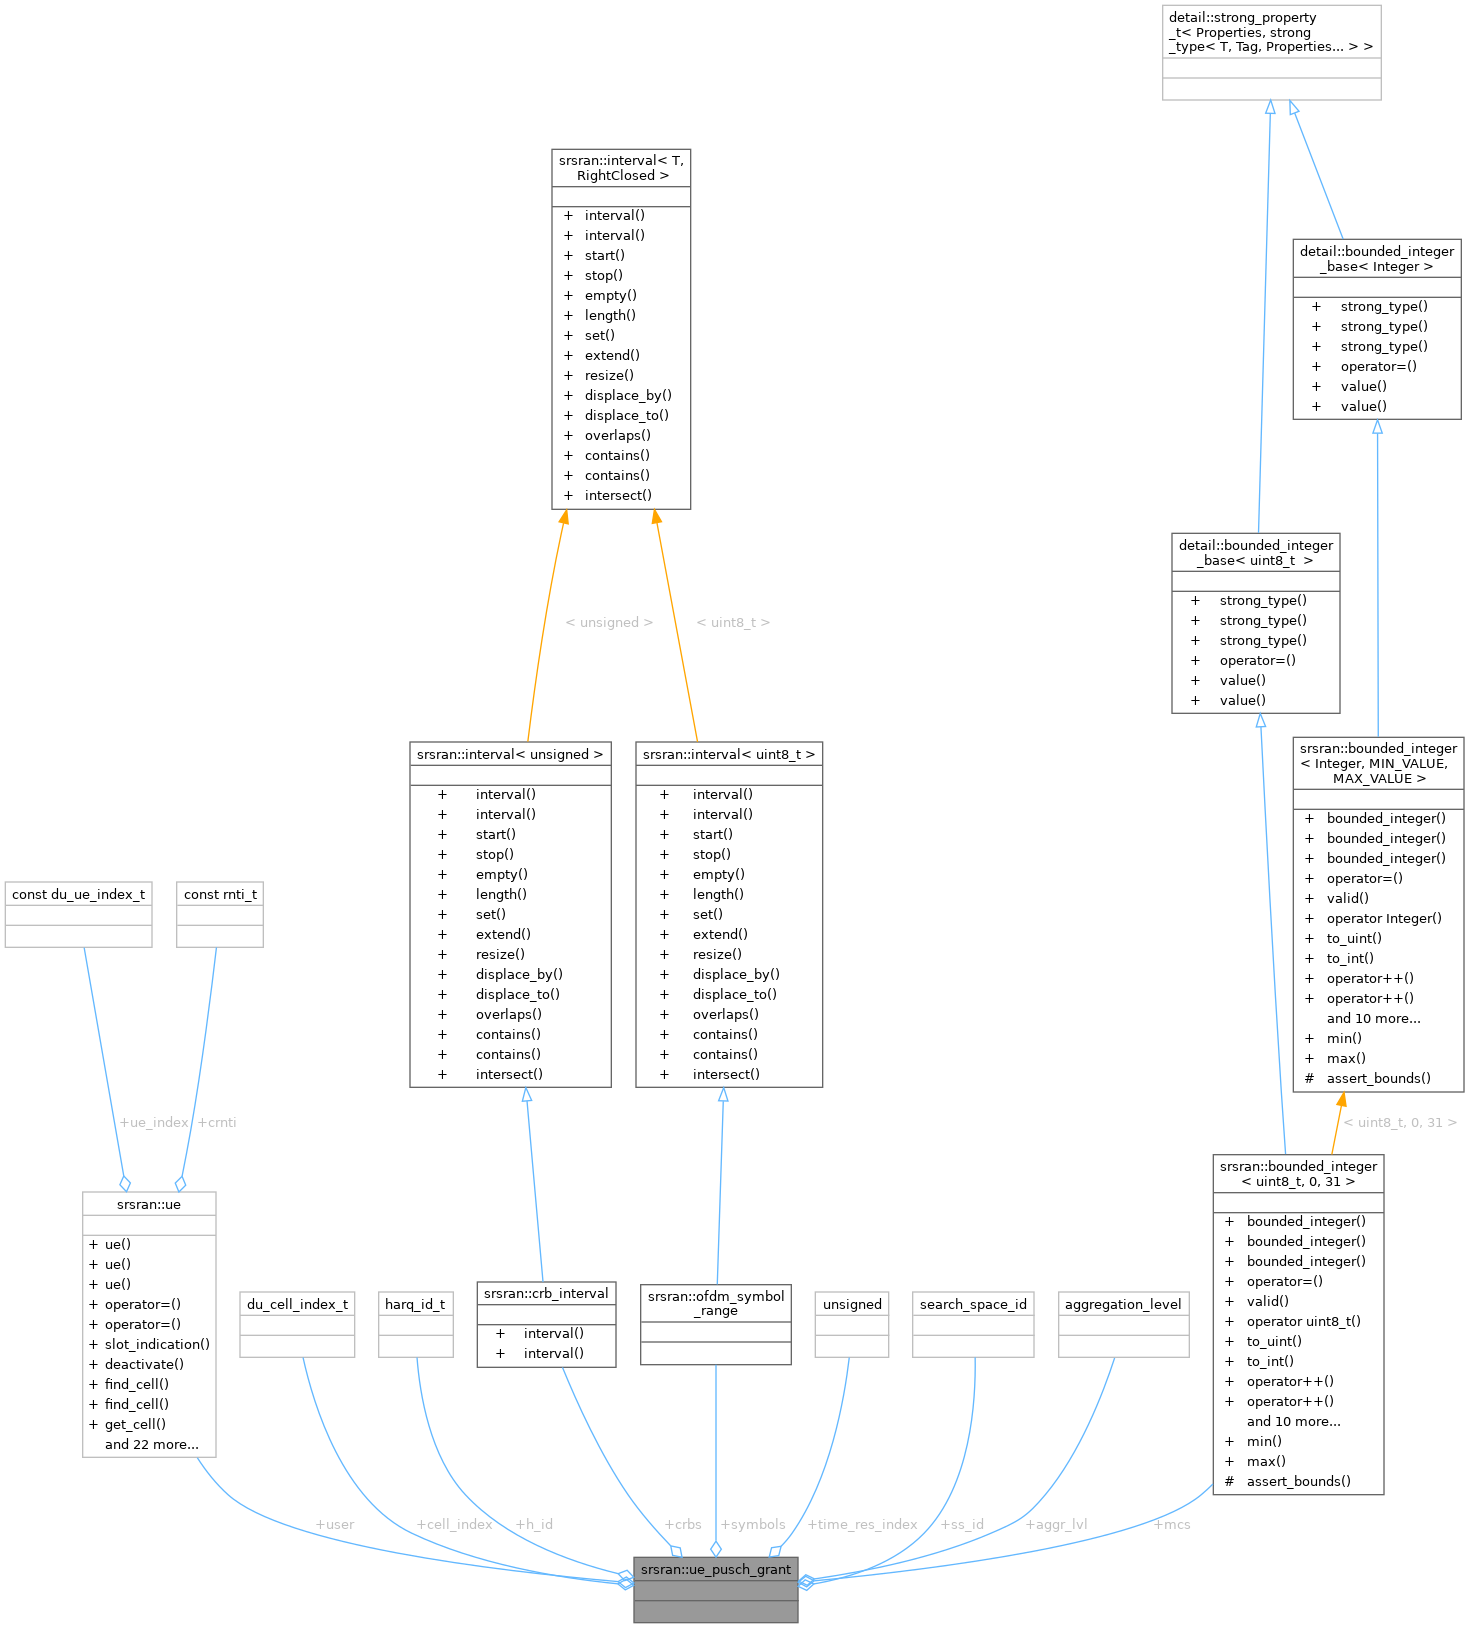 detail::strong_property
_t< Properties, strong
_type< T, Tag, Properties... > >
srsran::interval< T,
RightClosed >
+ interval()
+ interval()
+ start()
+ stop()
+ empty()
+ length()
+ set()
+ extend()
+ resize()
+ displace_by()
+ displace_to()
+ overlaps()
+ contains()
+ contains()
+ intersect()
detail::bounded_integer
_base< Integer >
+ strong_type()
+ strong_type()
+ strong_type()
+ operator=()
+ value()
+ value()
detail::bounded_integer
_base< uint8_t >
+ strong_type()
+ strong_type()
+ strong_type()
+ operator=()
+ value()
+ value()
< unsigned >
< uint8_t >
srsran::interval< unsigned >
+ interval()
+ interval()
+ start()
+ stop()
+ empty()
+ length()
+ set()
+ extend()
+ resize()
+ displace_by()
+ displace_to()
+ overlaps()
+ contains()
+ contains()
+ intersect()
srsran::interval< uint8_t >
+ interval()
+ interval()
+ start()
+ stop()
+ empty()
+ length()
+ set()
+ extend()
+ resize()
+ displace_by()
+ displace_to()
+ overlaps()
+ contains()
+ contains()
+ intersect()
srsran::bounded_integer
< Integer, MIN_VALUE,
MAX_VALUE >
+ bounded_integer()
+ bounded_integer()
+ bounded_integer()
+ operator=()
+ valid()
+ operator Integer()
+ to_uint()
+ to_int()
+ operator++()
+ operator++()
and 10 more...
+ min()
+ max()
# assert_bounds()
const du_ue_index_t
const rnti_t
+ue_index
+crnti
< uint8_t, 0, 31 >
srsran::ue
+ ue()
+ ue()
+ ue()
+ operator=()
+ operator=()
+ slot_indication()
+ deactivate()
+ find_cell()
+ find_cell()
+ get_cell()
and 22 more...
du_cell_index_t
harq_id_t
srsran::crb_interval
+ interval()
+ interval()
srsran::ofdm_symbol
_range
unsigned
search_space_id
aggregation_level
srsran::bounded_integer
< uint8_t, 0, 31 >
+ bounded_integer()
+ bounded_integer()
+ bounded_integer()
+ operator=()
+ valid()
+ operator uint8_t()
+ to_uint()
+ to_int()
+ operator++()
+ operator++()
and 10 more...
+ min()
+ max()
# assert_bounds()
+user
+cell_index
+h_id
+crbs
+symbols
+time_res_index
+ss_id
+aggr_lvl
+mcs
srsran::ue_pusch_grant